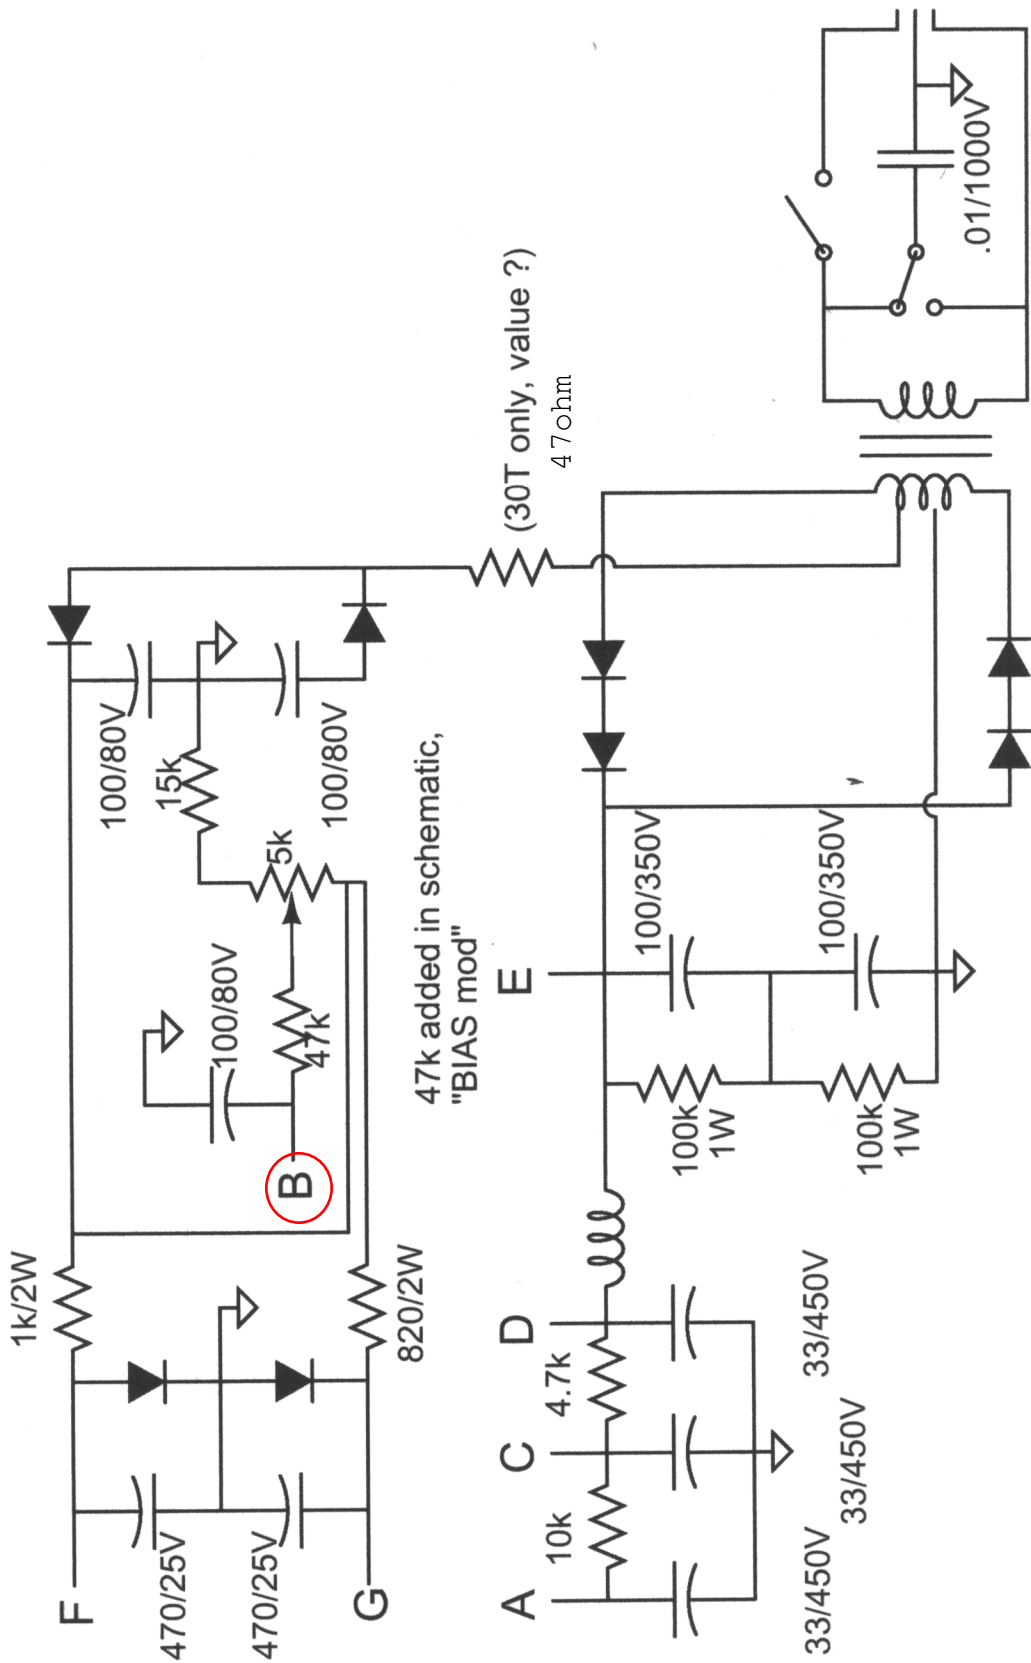 F
470/25V
470/25V
G
1k/2W
820/2W
B
100/80V
47k
5k
15k
100/80V
100/80V
47k added in schematic,
"BIAS mod"
(30T only, value ?)
47ohm
A
10k
C
4.7k
D
33/450V
33/450V
33/450V
E
100k
1W
100k
1W
100/350V
100/350V
.01/1000V